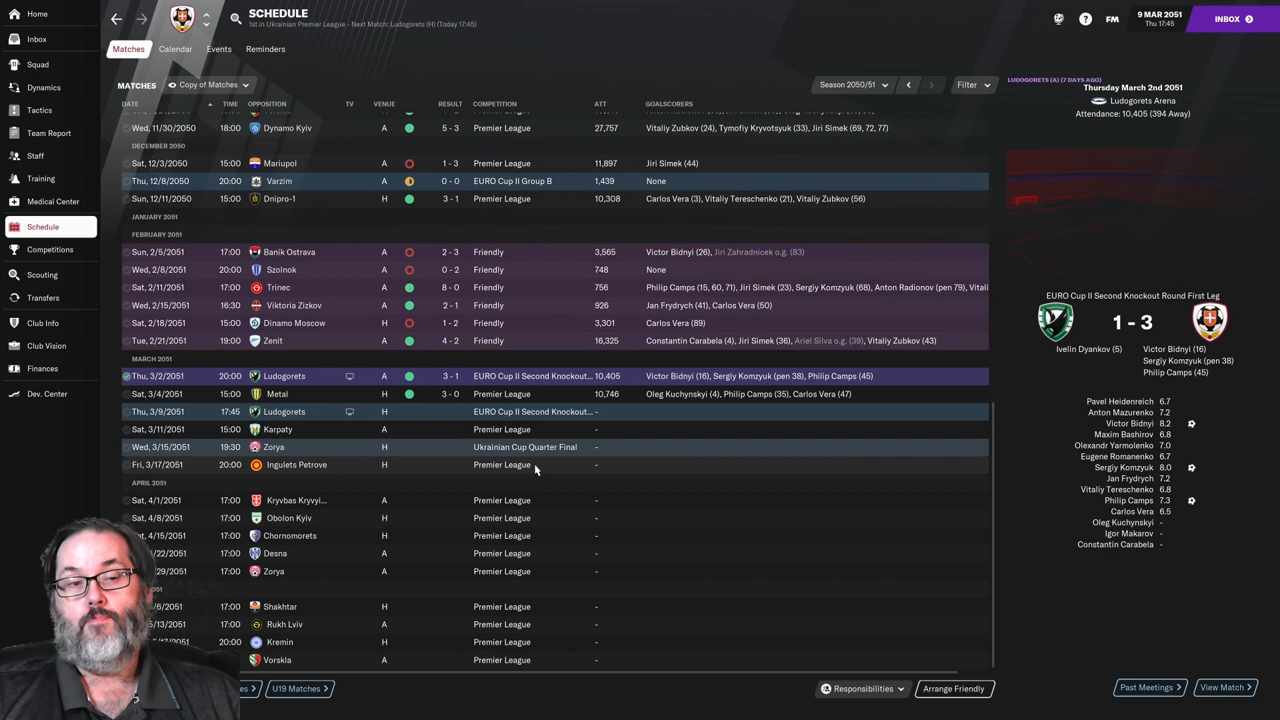 Home
Inbox
Squad
Dynamics
Tactics
Team Report
Staff
Training
Medical Center
Schedule
Competitions
Scouting
Transfers
Club Info
Club Vision
Finances
Dev. Center
SCHEDULE
1st in Ukrainian Premier League - Next Match: Ludogorets (H) (Today 17:45)
FM
9 MAR 2051
Thu 17:45
INBOX
Matches Calendar Events Reminders
MATCHES Copy of Matches Season 2050/51 Filter
DATE TIME OPPOSITION TV VENUE RESULT COMPETITION ATT GOALSCORERS
Wed, 11/30/2050 18:00 Dynamo Kyiv A 5 - 3 Premier League 27,757 Vitaliy Zubkov (24), Tymofiy Kryvotsyuk (33), Jiri Simek (69, 72, 77)
DECEMBER 2050
Sat, 12/3/2050 15:00 Mariupol A 1 - 3 Premier League 11,897 Jiri Simek (44)
Thu, 12/8/2050 20:00 Varzim A 0 - 0 EURO Cup II Group B 1,439 None
Sun, 12/11/2050 15:00 Dnipro-1 H 3 - 1 Premier League 10,308 Carlos Vera (3), Vitaliy Tereschenko (21), Vitaliy Zubkov (56)
JANUARY 2051
FEBRUARY 2051
Sun, 2/5/2051 17:00 Baník Ostrava A 2 - 3 Friendly 3,565 Victor Bidnyi (26), Jiri Zahradnicek o.g. (83)
Wed, 2/8/2051 20:00 Szolnok A 0 - 2 Friendly 748 None
Sat, 2/11/2051 17:00 Trinec A 8 - 0 Friendly 756 Philip Camps (15, 60, 71), Jiri Simek (23), Sergiy Komzyuk (68), Anton Radionov (pen 79), Vitali
Wed, 2/15/2051 16:30 Viktoria Zizkov A 2 - 1 Friendly 926 Jan Frydrych (41), Carlos Vera (50)
Sat, 2/18/2051 15:00 Dinamo Moscow H 1 - 2 Friendly 3,301 Carlos Vera (89)
Tue, 2/21/2051 19:00 Zenit A 4 - 2 Friendly 16,325 Constantin Carabela (4), Jiri Simek (36), Ariel Silva o.g. (39), Vitaliy Zubkov (43)
MARCH 2051
Thu, 3/2/2051 20:00 Ludogorets A 3 - 1 EURO Cup II Second Knockout... 10,405 Victor Bidnyi (16), Sergiy Komzyuk (pen 38), Philip Camps (45)
Sat, 3/4/2051 15:00 Metal H 3 - 0 Premier League 10,746 Oleg Kuchynskyi (4), Philip Camps (35), Carlos Vera (47)
Thu, 3/9/2051 17:45 Ludogorets H EURO Cup II Second Knockout... -
Sat, 3/11/2051 15:00 Karpaty A Premier League -
Wed, 3/15/2051 19:30 Zorya H Ukrainian Cup Quarter Final -
Fri, 3/17/2051 20:00 Ingulets Petrove H Premier League -
APRIL 2051
Sat, 4/1/2051 17:00 Kryvbas Kryvyi... A Premier League -
Sat, 4/8/2051 17:00 Obolon Kyiv H Premier League -
Sat, 4/15/2051 17:00 Chornomorets H Premier League -
/22/2051 17:00 Desna A Premier League -
/29/2051 17:00 Zorya A Premier League -
/6/2051 17:00 Shakhtar H Premier League -
/13/2051 17:00 Rukh Lviv A Premier League -
20:00 Kremin H Premier League -
Vorskla A Premier League -
U19 Matches Responsibilities Arrange Friendly
LUDOGORETS (A) (7 DAYS AGO)
Thursday March 2nd 2051
Ludogorets Arena
Attendance: 10,405 (394 Away)
EURO Cup II Second Knockout Round First Leg
1 - 3
Ivelin Dyankov (5) Victor Bidnyi (16)
Sergiy Komzyuk (pen 38)
Philip Camps (45)
Pavel Heidenreich 6.7
Anton Mazurenko 7.2
Victor Bidnyi 8.2
Maxim Bashirov 6.8
Olexandr Yarmolenko 7.0
Eugene Romanenko 6.7
Sergiy Komzyuk 8.0
Jan Frydrych 7.2
Vitaliy Tereschenko 6.8
Philip Camps 7.3
Carlos Vera 6.5
Oleg Kuchynskyi -
Igor Makarov -
Constantin Carabela -
Past Meetings View Match